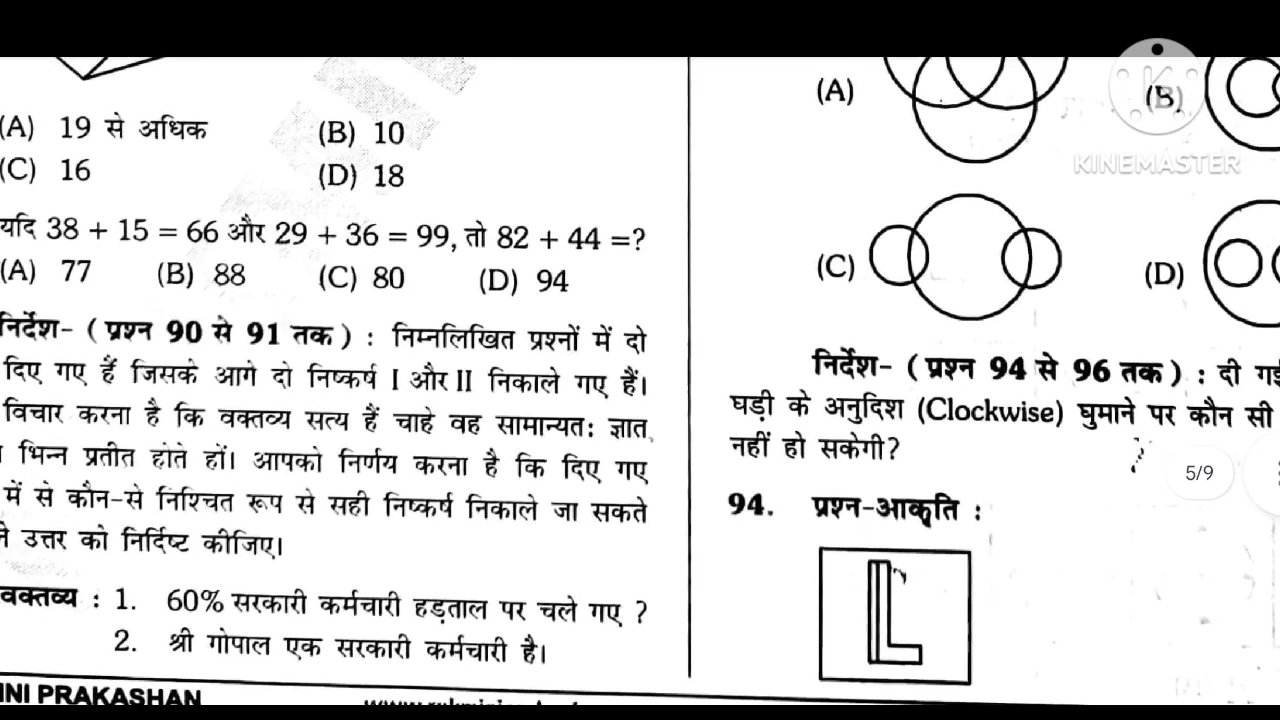 (A) 19 से अधिक
(B) 10
(C) 16
(D) 18
यदि 38 + 15 = 66 और 29 + 36 = 99, तो 82 + 44 =?
(A) 77 (B) 88 (C) 80 (D) 94
निर्देश- ( प्रश्न 90 से 91 तक ) : निम्नलिखित प्रश्नों में दो
दिए गए हैं जिसके आगे दो निष्कर्ष I और II निकाले गए हैं।
विचार करना है कि वक्तव्य सत्य हैं चाहे वह सामान्यतः ज्ञात
भिन्न प्रतीत होते हों। आपको निर्णय करना है कि दिए गए
में से कौन-से निश्चित रूप से सही निष्कर्ष निकाले जा सकते
उत्तर को निर्दिष्ट कीजिए।
वक्तव्य : 1. 60% सरकारी कर्मचारी हड़ताल पर चले गए ?
2. श्री गोपाल एक सरकारी कर्मचारी है।
INI PRAKASHAN
(A)
(B)
KINEMASTER
(C)
(D)
निर्देश- ( प्रश्न 94 से 96 तक ) : दी गई
घड़ी के अनुदिश (Clockwise) घुमाने पर कौन सी
नहीं हो सकेगी?
5/9
94. प्रश्न-आकृति :